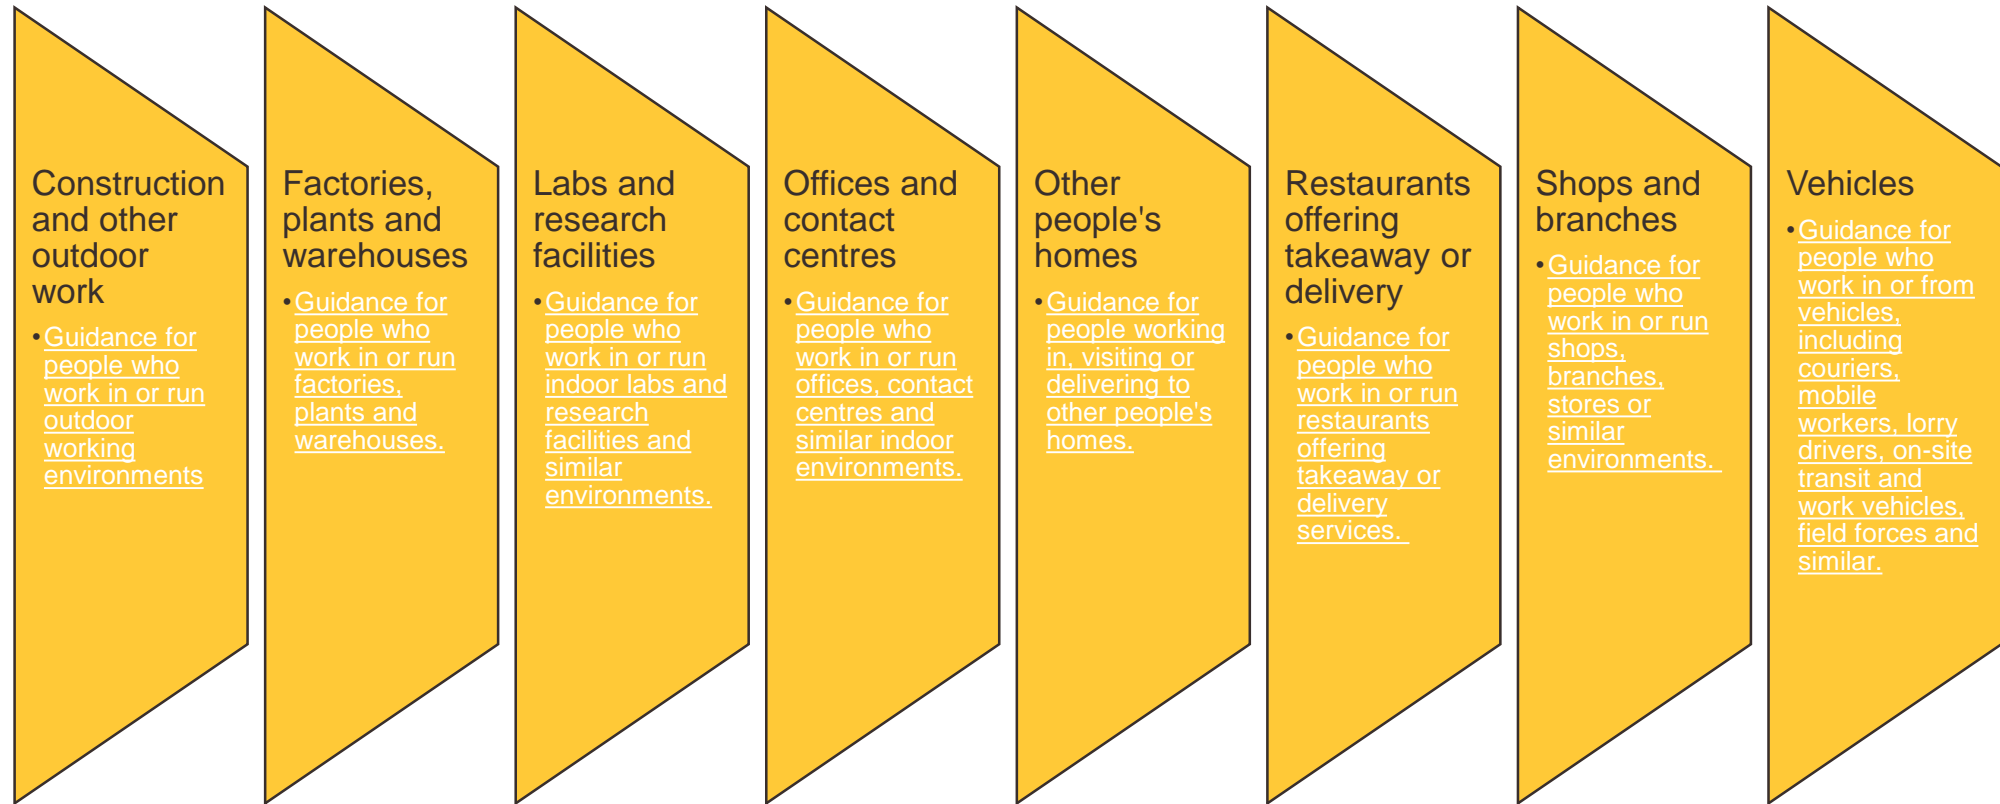 Construction
and other
outdoor
work
•Guidance for
people who
work in or run
outdoor
working
environments
Factories,
plants and
warehouses
•Guidance for
people who
work in or run
factories,
plants and
warehouses.
Labs and
research
facilities
•Guidance for
people who
work in or run
indoor labs and
research
facilities and
similar
environments.
Offices and
contact
centres
•Guidance for
people who
work in or run
offices, contact
centres and
similar indoor
environments.
Other
people's
homes
•Guidance for
people working
in, visiting or
delivering to
other people's
homes.
Restaurants
offering
takeaway or
delivery
•Guidance for
people who
work in or run
restaurants
offering
takeaway or
delivery
services.
Shops and
branches
•Guidance for
people who
work in or run
shops,
branches,
stores or
similar
environments.
Vehicles
•Guidance for
people who
work in or from
vehicles,
including
couriers,
mobile
workers, lorry
drivers, on-site
transit and
work vehicles,
field forces and
similar.